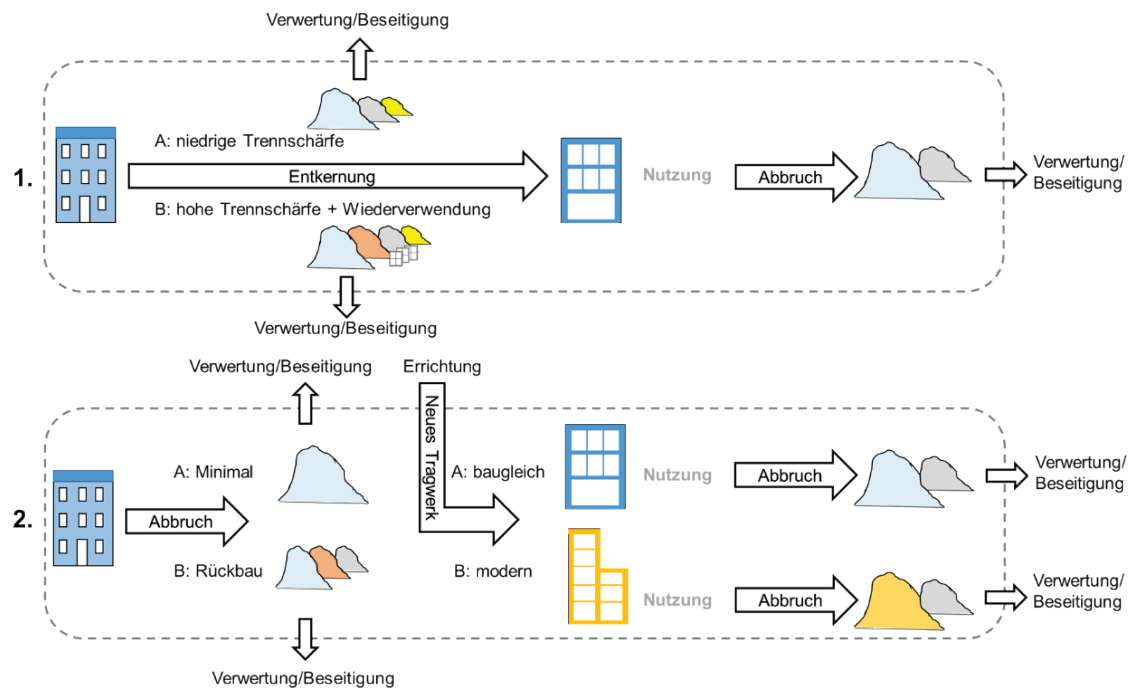 Verwertung/Beseitigung
A: niedrige Trennschärfe
1.
Entkernung
Nutzung
Abbruch
Verwertung/
Beseitigung
B: hohe Trennschärfe + Wiederverwendung
Verwertung/Beseitigung
Verwertung/Beseitigung
Errichtung
Neues Tragwerk
A: Minimal
A: baugleich
Nutzung
Abbruch
Verwertung/
Beseitigung
2.
Abbruch
B: Rückbau
B: modern
Nutzung
Abbruch
Verwertung/
Beseitigung
Verwertung/Beseitigung